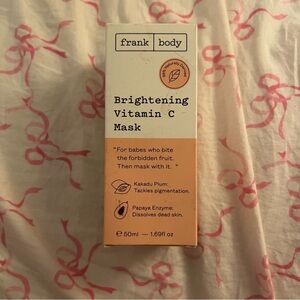 frank body
Brightening
Vitamin C
Mask
"For babes who bite
the forbidden fruit.
Then mask with it. "
Kakadu Plum:
Tackles pigmentation.
Papaya Enzyme:
Dissolves dead skin.
℮ 50ml — 1.69fl oz